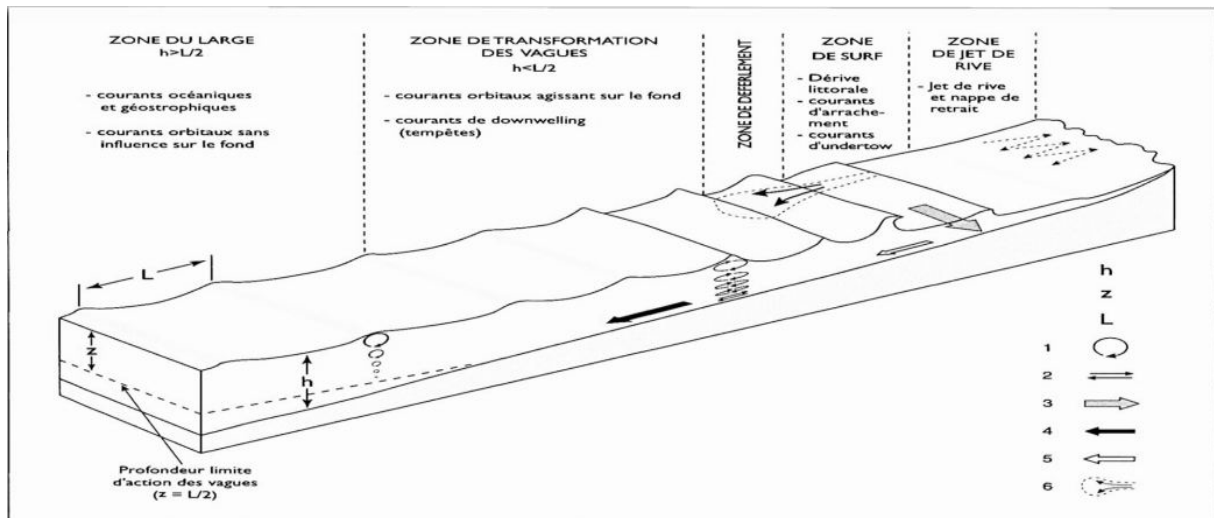 ZONE DU LARGE
h>L/2
- courants océaniques
et géostrophiques
- courants orbitaux sans
influence sur le fond
ZONE DE TRANSFORMATION
DES VAGUES
h<L/2
- courants orbitaux agissant sur le fond
- courants de downwelling
(tempêtes)
ZONE DE DEFERLEMENT
ZONE
DE SURF
- Dérive
littorale
- courants
d'arrache-
ment
- courants
d'undertow
ZONE
DE JET DE
RIVE
- Jet de rive
et nappe de
retrait
L
z
h
Profondeur limite
d'action des vagues
(z = L/2)
h
z
L
1
2
3
4
5
6